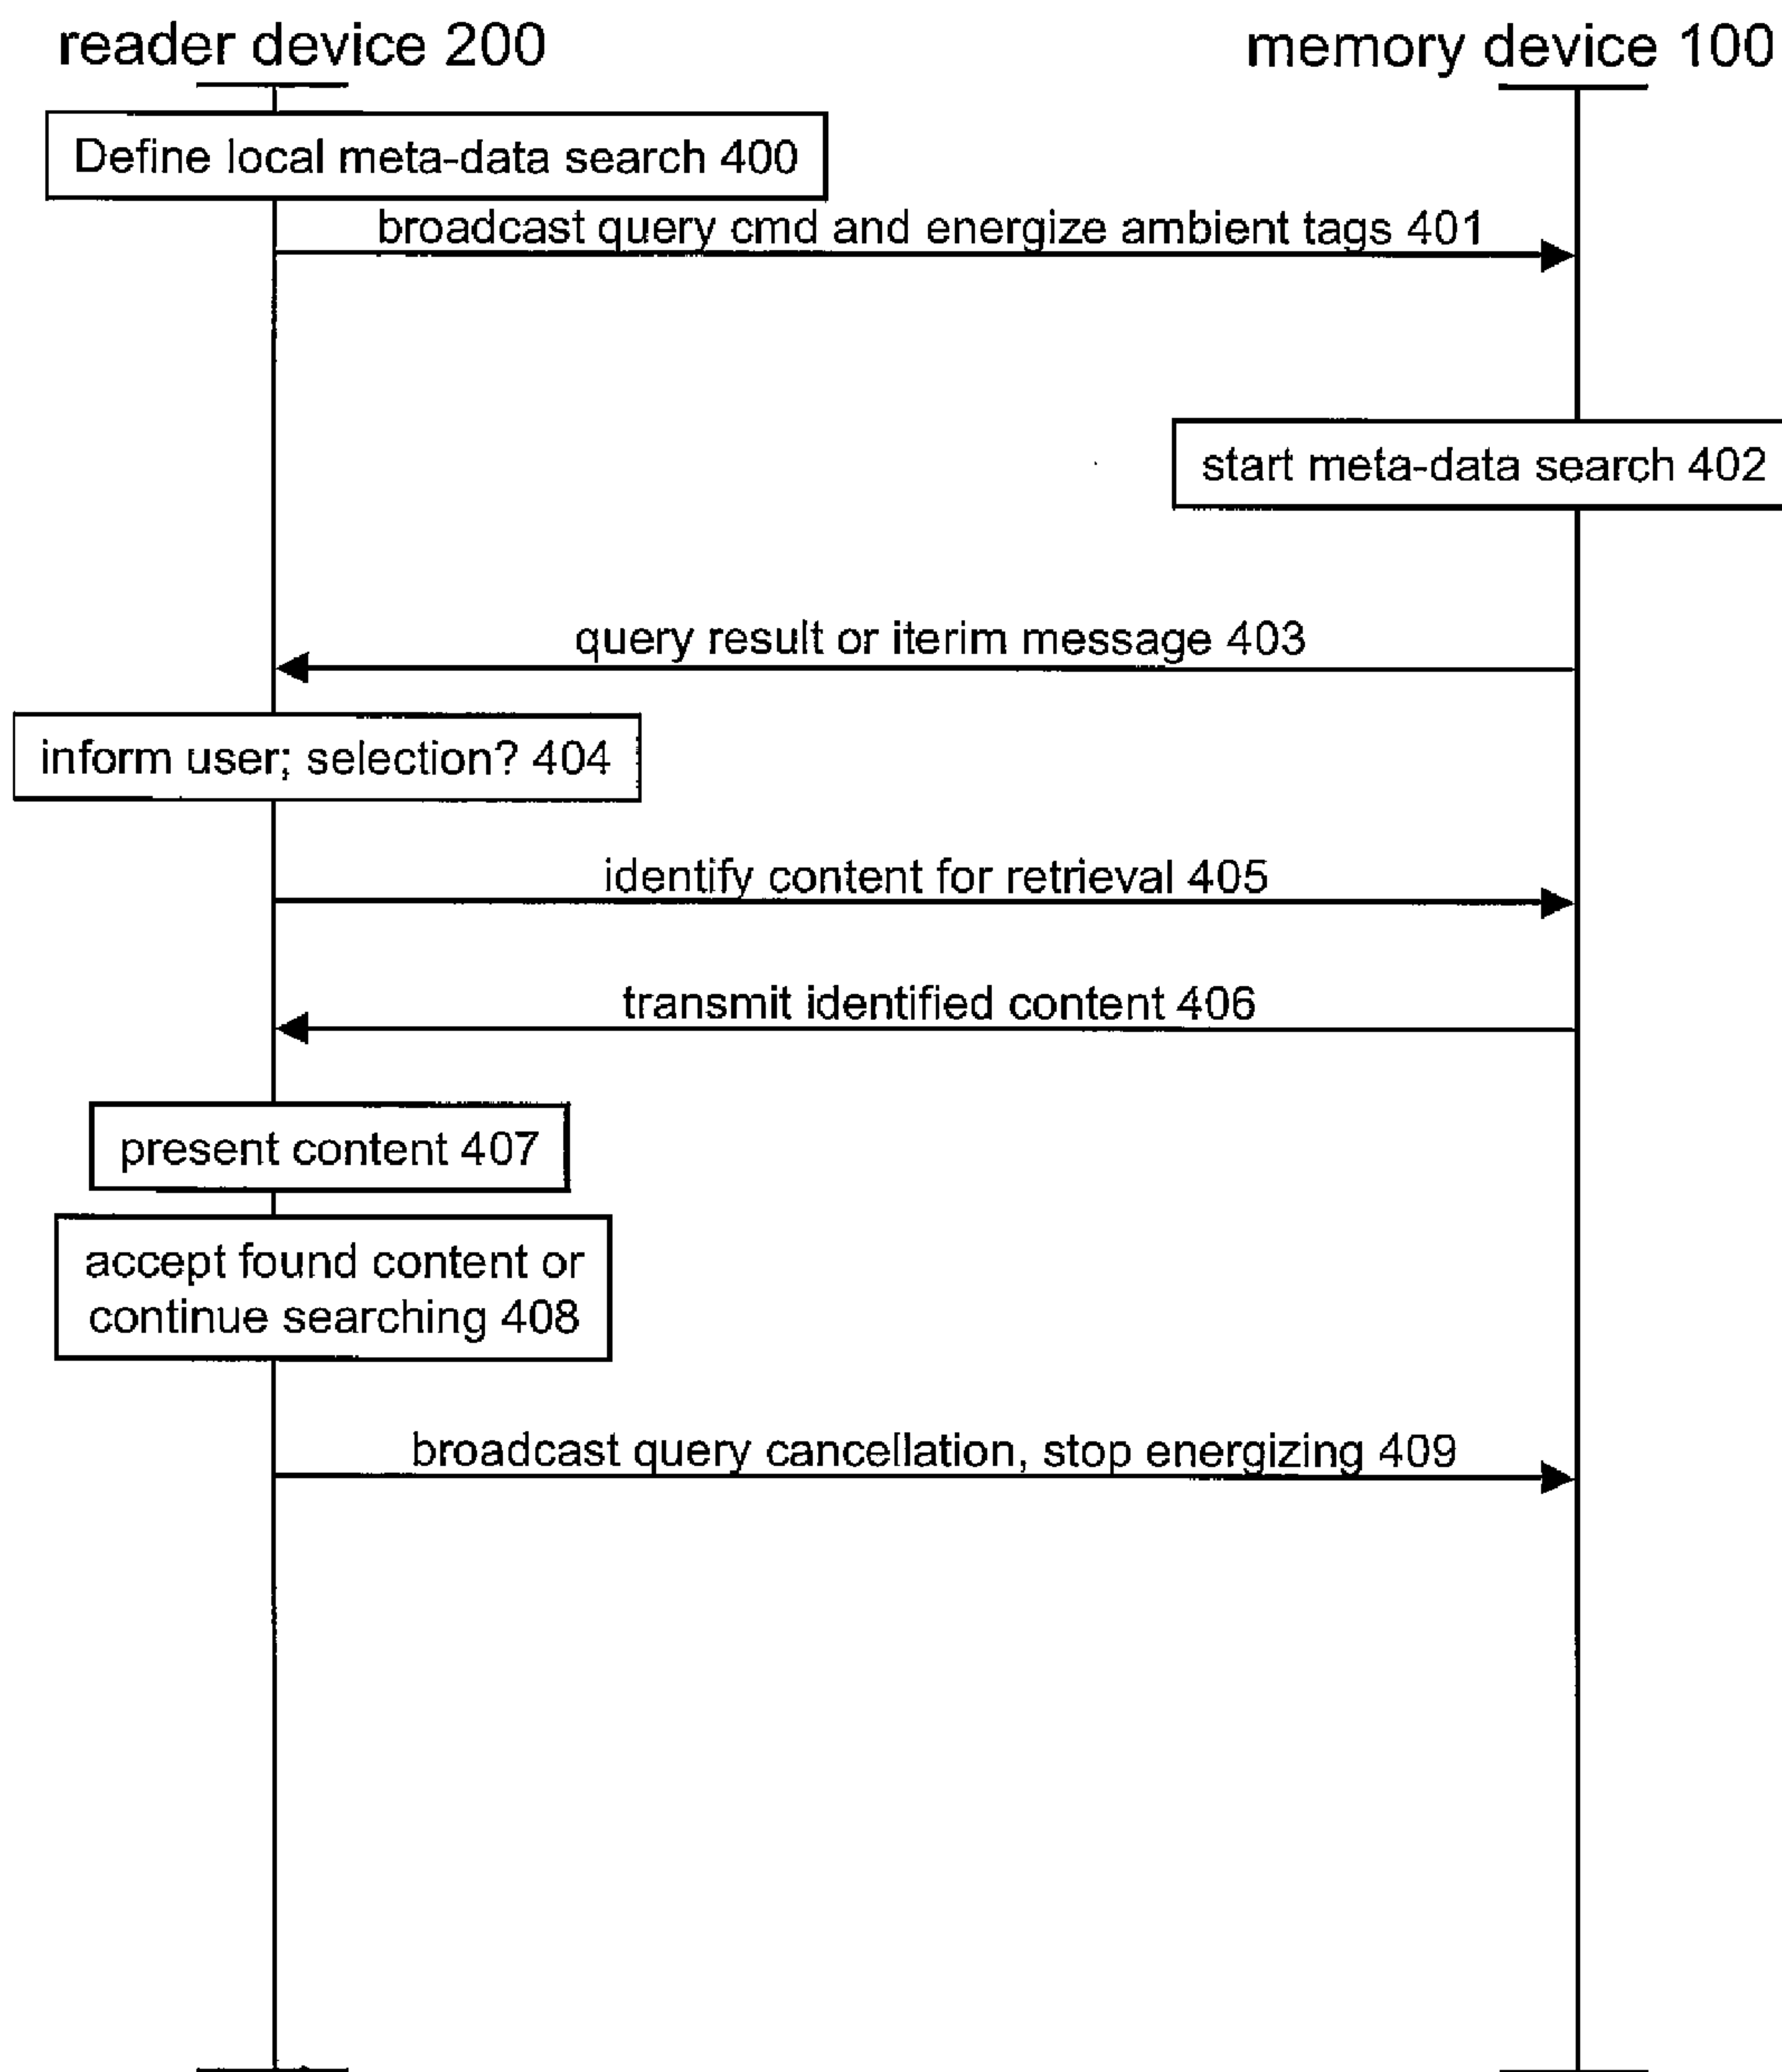 reader device 200
memory device 100
Define local meta-data search 400
broadcast query cmd and energize ambient tags 401
start meta-data search 402
query result or iterim message 403
inform user; selection? 404
identify content for retrieval 405
transmit identified content 406
present content 407
accept found content or
continue searching 408
broadcast query cancellation, stop energizing 409